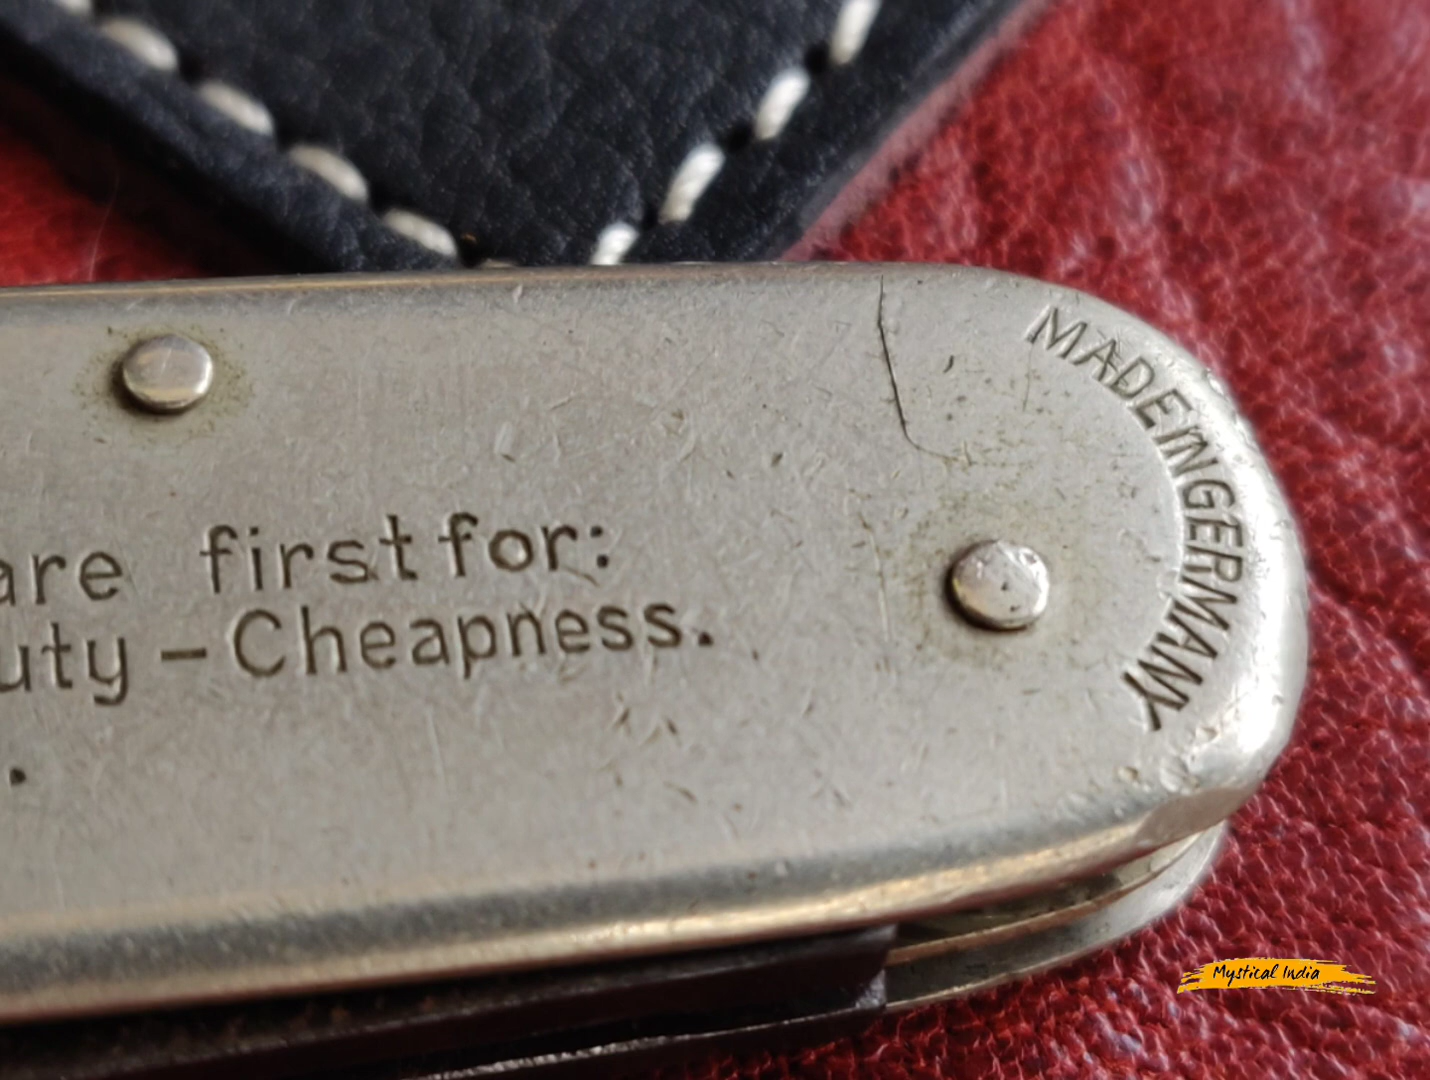 are first for:
uty – Cheapness.
.
MADE IN GERMANY
Mystical India